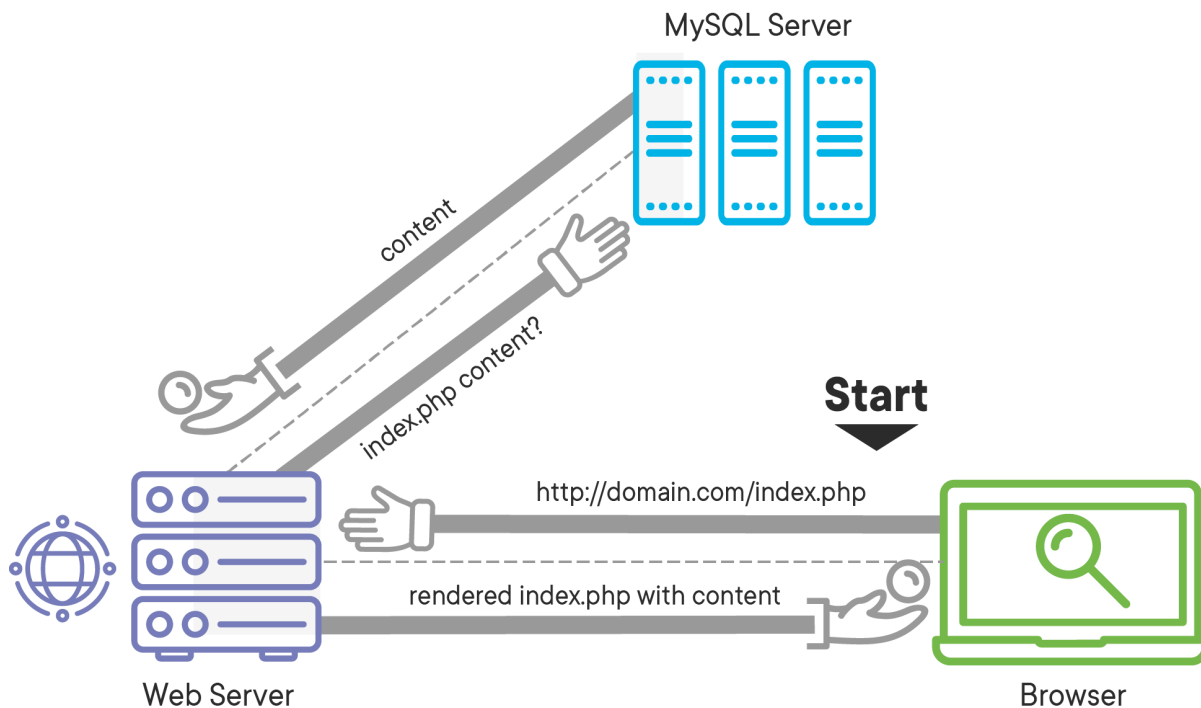 MySQL Server
content
index.php content?
Start
http://domain.com/index.php
rendered index.php with content
Web Server
Browser